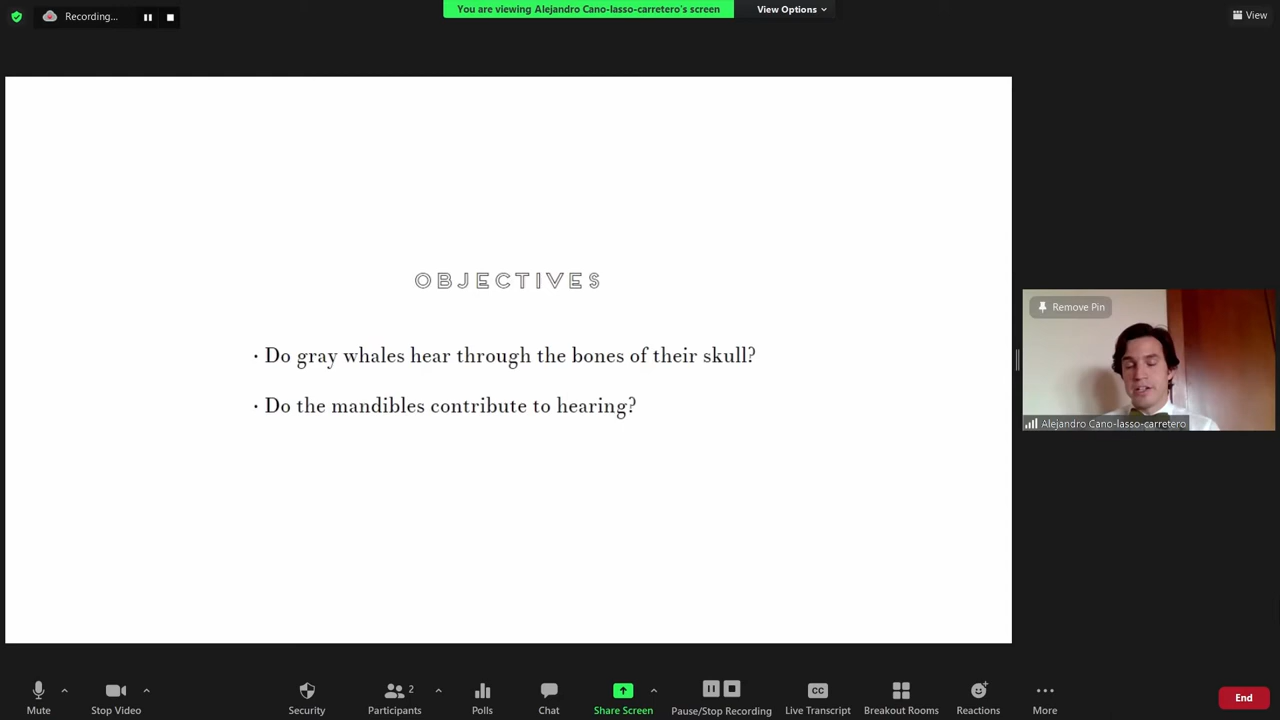 Recording...
You are viewing Alejandro Cano-lasso-carretero's screen
View Options
View
OBJECTIVES
· Do gray whales hear through the bones of their skull?
· Do the mandibles contribute to hearing?
Remove Pin
Alejandro Cano-lasso-carretero
Mute
Stop Video
Security
Participants
2
Polls
Chat
Share Screen
Pause/Stop Recording
CC
Live Transcript
Breakout Rooms
Reactions
More
End